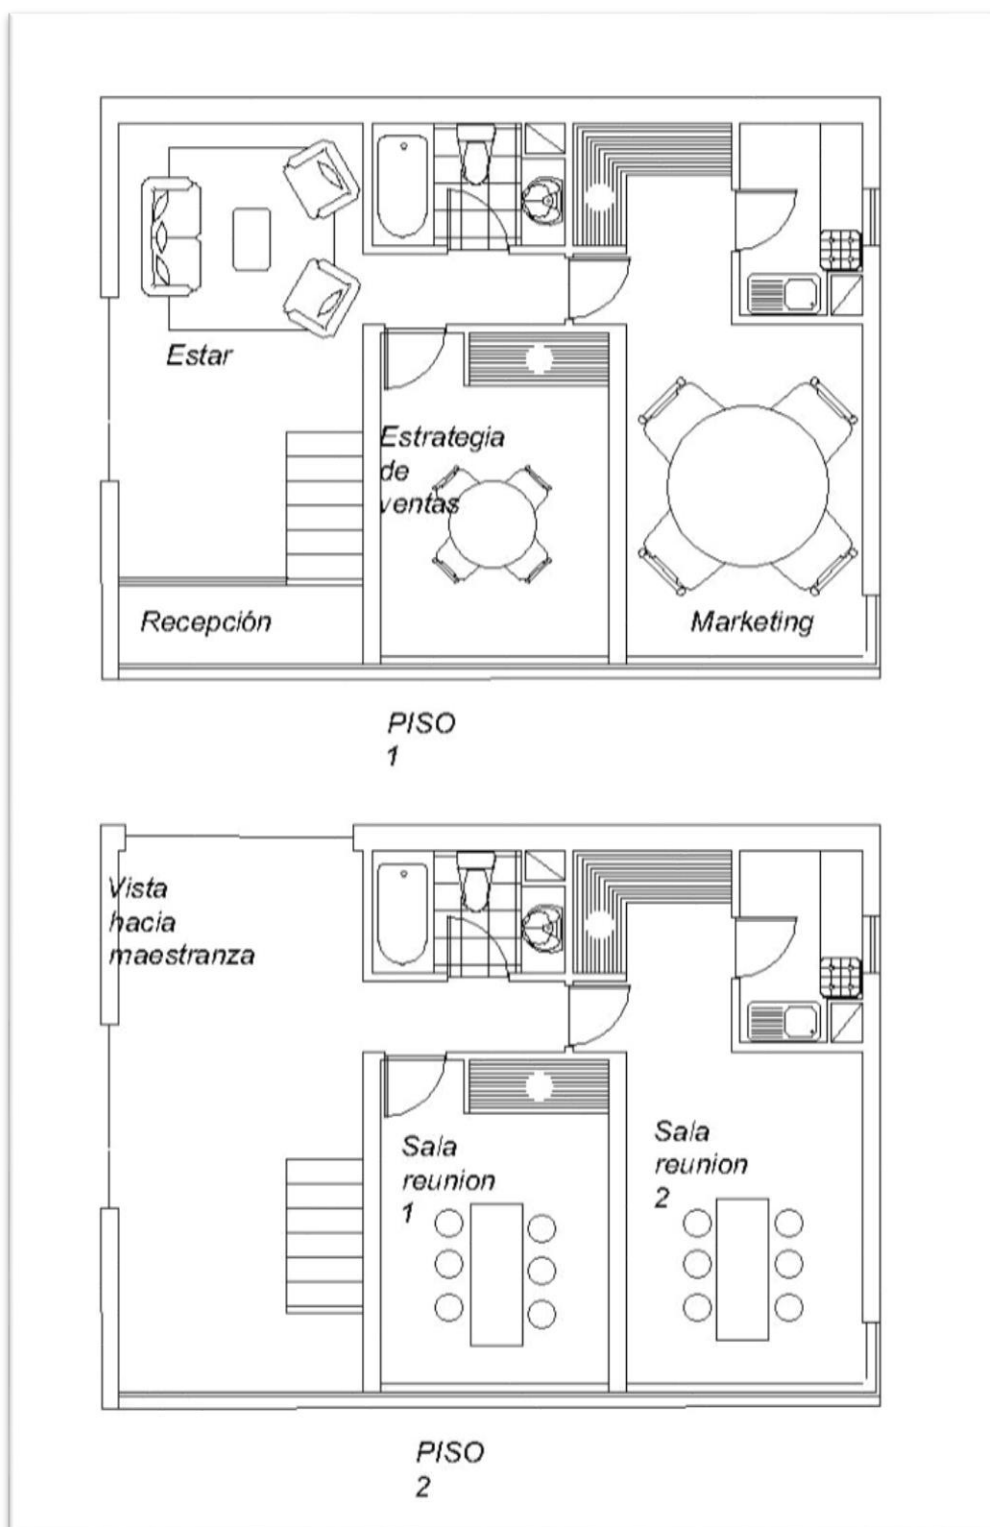 Estar
Estrategia
de
ventas
Recepción
Marketing
PISO
1
Vista
hacia
maestranza
Sala
reunion
1
Sala
reunion
2
PISO
2